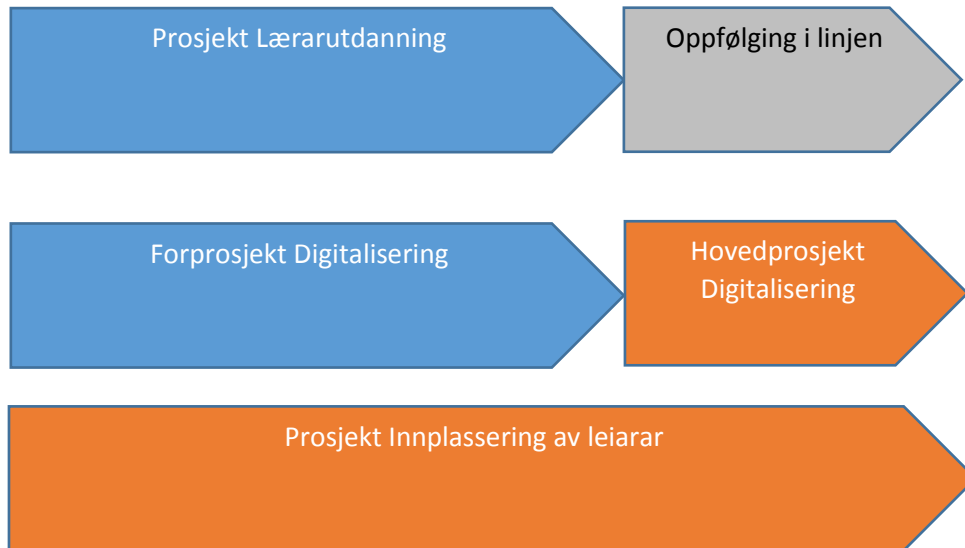 Prosjekt Lærarutdanning
Oppfølging i linjen
Forprosjekt Digitalisering
Hovedprosjekt
Digitalisering
Prosjekt Innplassering av leiarar